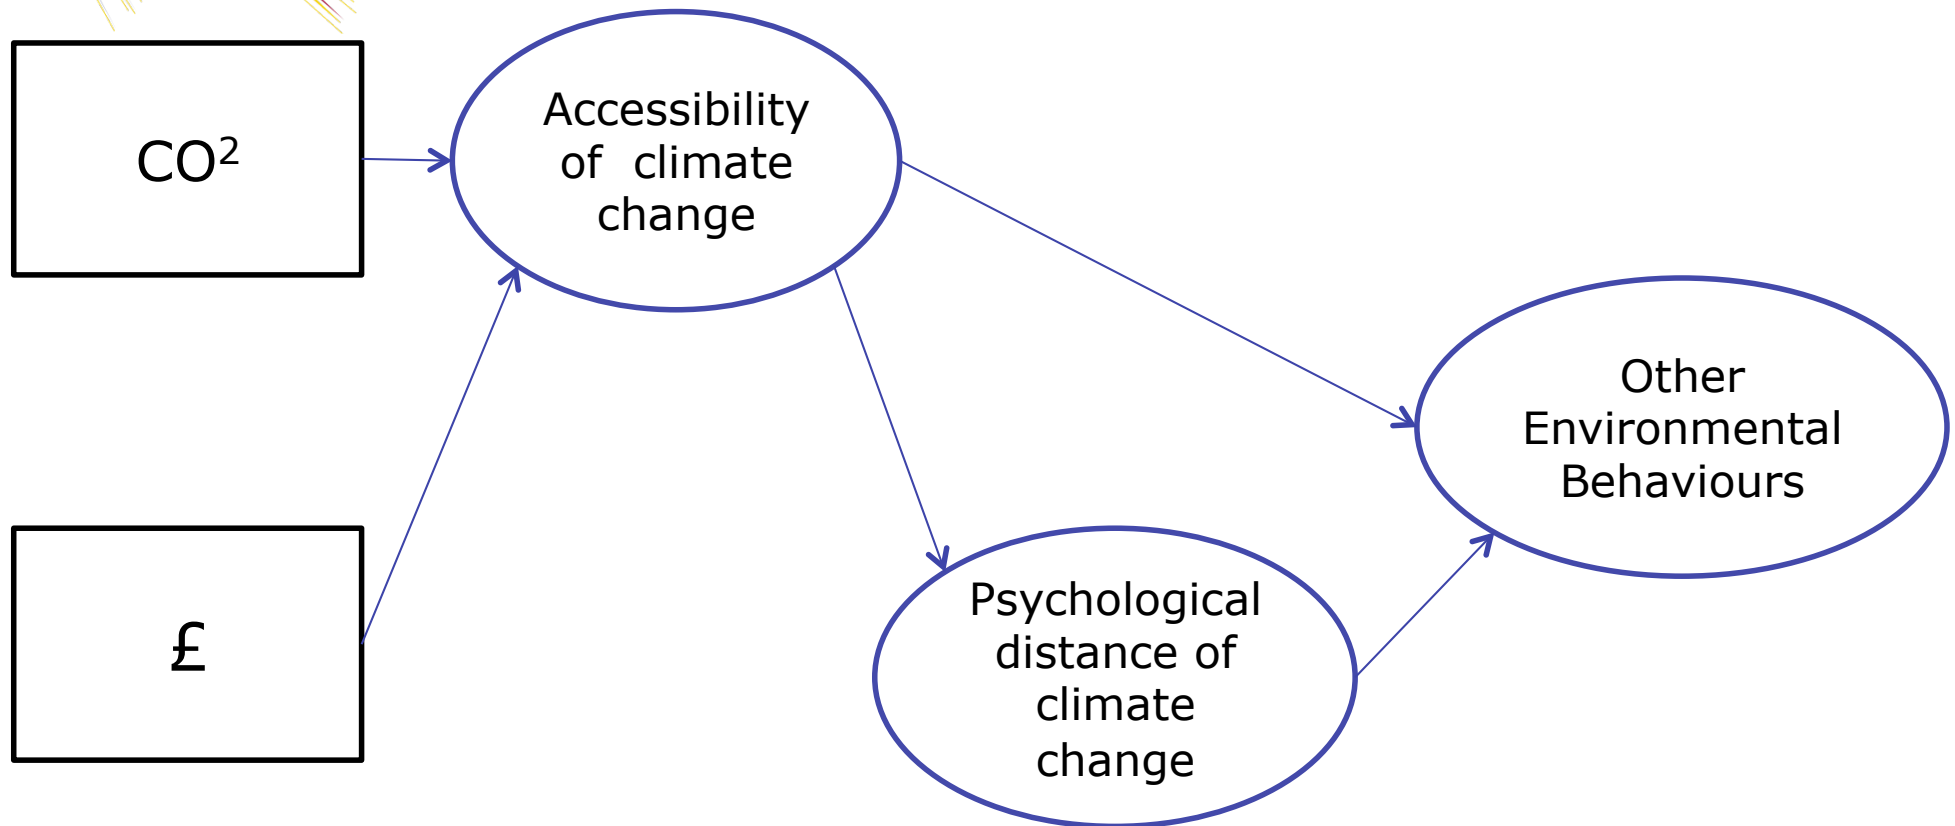 CO²
Accessibility
of climate
change
Other
Environmental
Behaviours
£
Psychological
distance of
climate
change